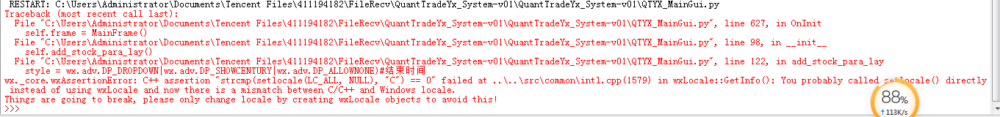 RESTART: C:\Users\Administrator\Documents\Tencent Files\411194182\FileRecv\QuantTradeYx_System-v01\QuantTradeYx_System-v01\QTYX_MainGui.py
Traceback (most recent call last):
  File "C:\Users\Administrator\Documents\Tencent Files\411194182\FileRecv\QuantTradeYx_System-v01\QuantTradeYx_System-v01\QTYX_MainGui.py", line 627, in OnInit
    self.frame = MainFrame()
  File "C:\Users\Administrator\Documents\Tencent Files\411194182\FileRecv\QuantTradeYx_System-v01\QuantTradeYx_System-v01\QTYX_MainGui.py", line 98, in __init__
    self.add_stock_para_lay()
  File "C:\Users\Administrator\Documents\Tencent Files\411194182\FileRecv\QuantTradeYx_System-v01\QuantTradeYx_System-v01\QTYX_MainGui.py", line 122, in add_stock_para_lay
    style = wx.adv.DP_DROPDOWN|wx.adv.DP_SHOWCENTURY|wx.adv.DP_ALLOWNONE)#结束时间
wx._core.wxAssertionError: C++ assertion "strcmp(setlocale(LC_ALL, NULL), "C") == 0" failed at ..\..\src\common\intl.cpp(1579) in wxLocale::GetInfo(): You probably called setlocale() directly
instead of using wxLocale and now there is a mismatch between C/C++ and Windows locale.
Things are going to break, please only change locale by creating wxLocale objects to avoid this!
>>>
88%
↑113K/s